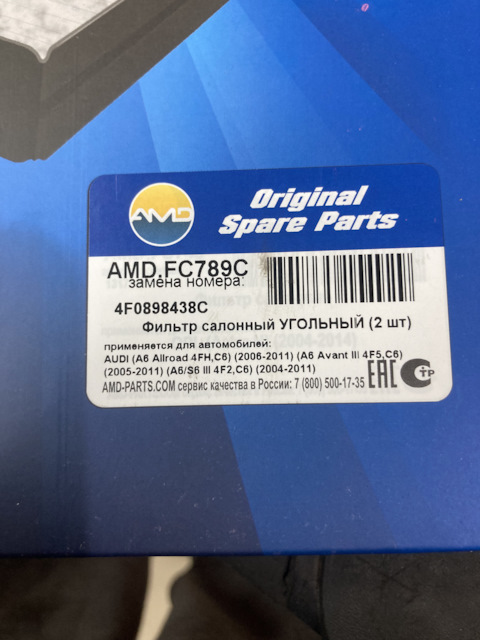 AMD
Original
Spare Parts
AMD.FC789C
замена номера:
4F0898438C
Фильтр салонный УГОЛЬНЫЙ (2 шт)
применяется для автомобилей:
AUDI (A6 Allroad 4FH,C6) (2006-2011) (A6 Avant III 4F5,C6)
(2005-2011) (A6/S6 III 4F2,C6) (2004-2011)
AMD-PARTS.COM сервис качества в России: 7 (800) 500-17-35
EAC
СТР